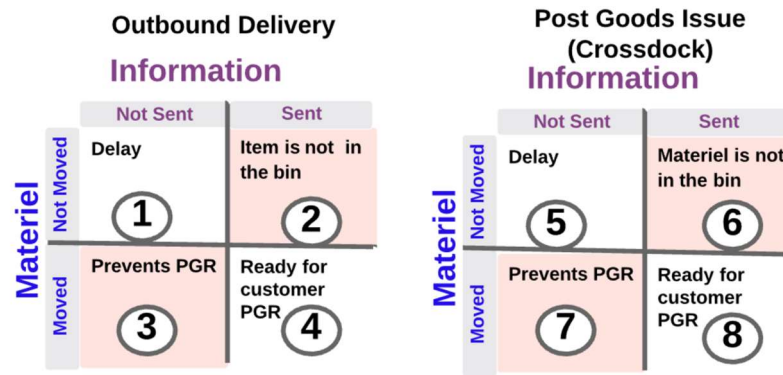 Outbound Delivery
Information
Not Sent
Sent
Materiel
Not Moved
Moved
Delay
1
Item is not in
the bin
2
Prevents PGR
3
Ready for
customer
PGR
4
Post Goods Issue
(Crossdock)
Information
Not Sent
Sent
Materiel
Not Moved
Moved
Delay
5
Materiel is not
in the bin
6
Prevents PGR
7
Ready for
customer
PGR
8